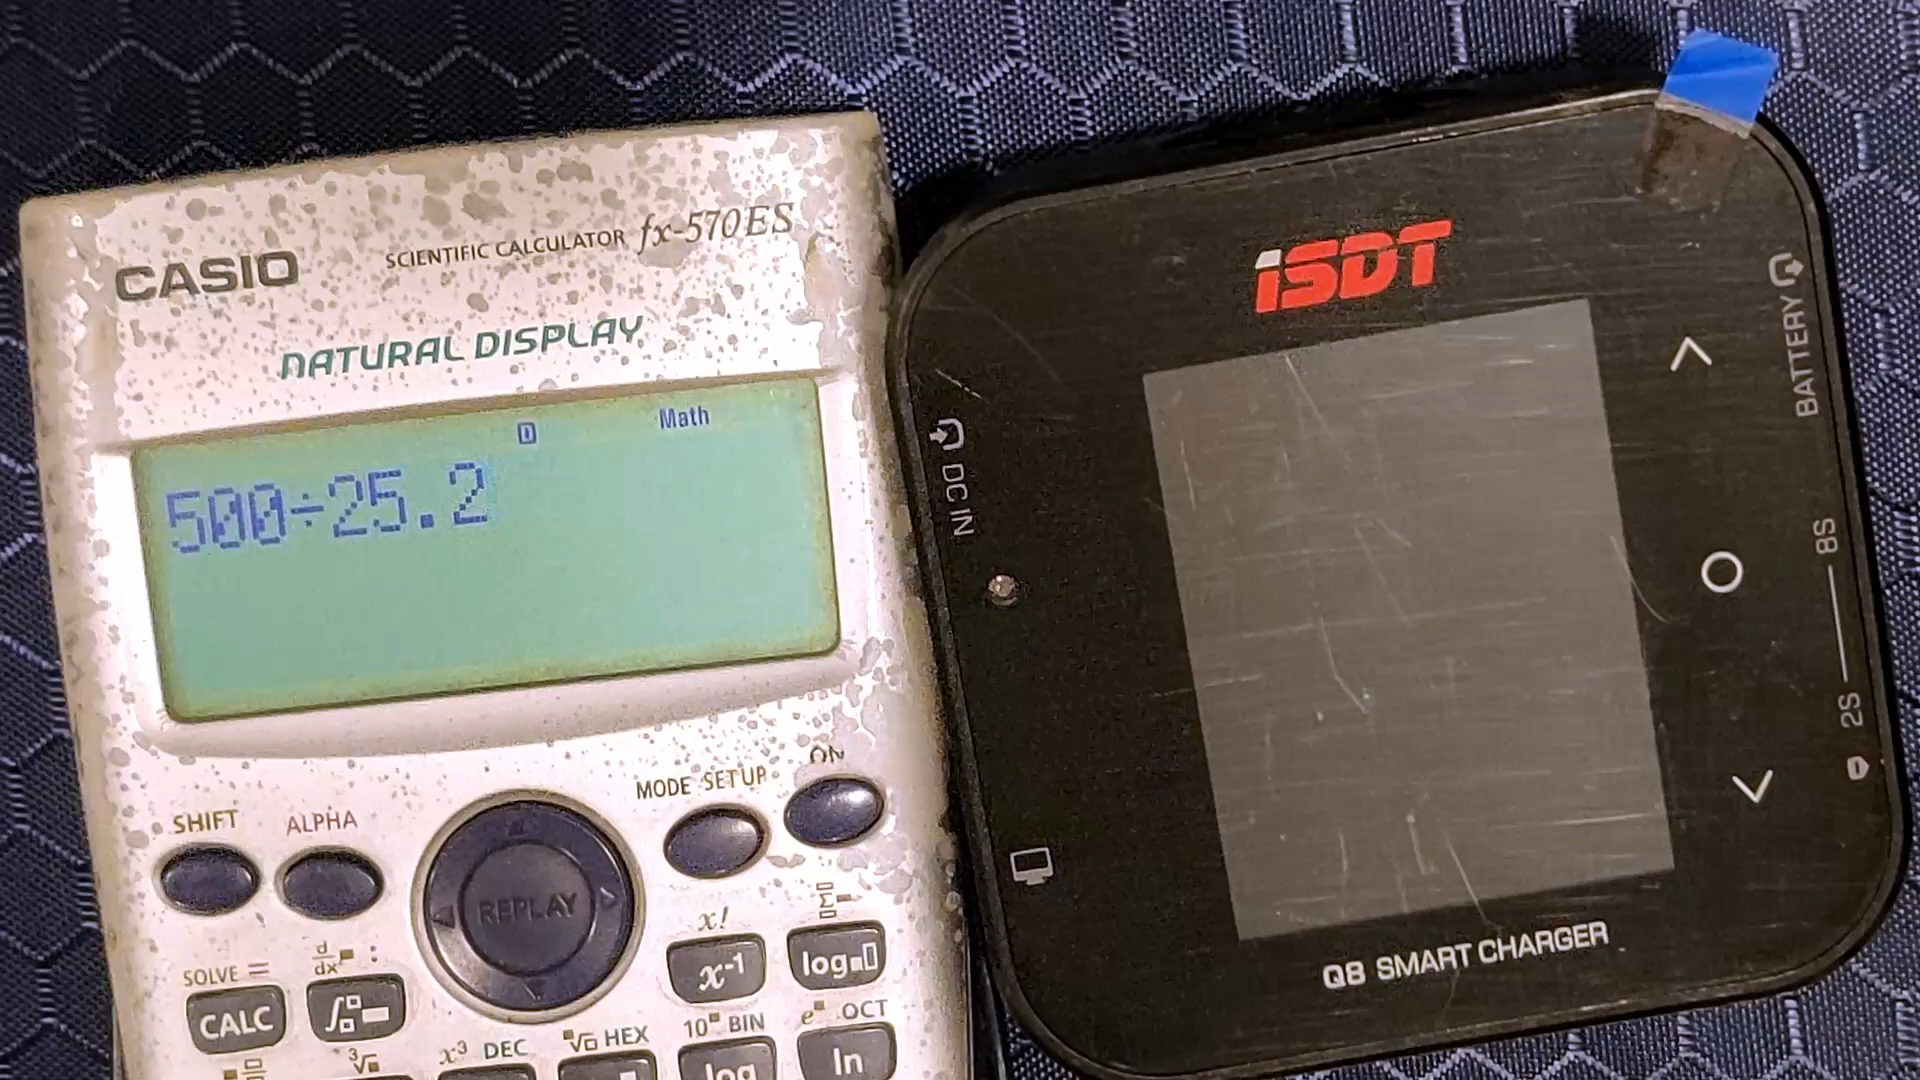 CASIO
SCIENTIFIC CALCULATOR fx-570ES
NATURAL DISPLAY
D Math
500÷25.2
SHIFT ALPHA MODE SETUP ON
REPLAY
SOLVE = d/dx : x!
CALC x⁻¹ log
³√ x³ DEC √ HEX 10 BIN e OCT
log ln
iSDT
DC IN
BATTERY
2S — 8S
Q8 SMART CHARGER